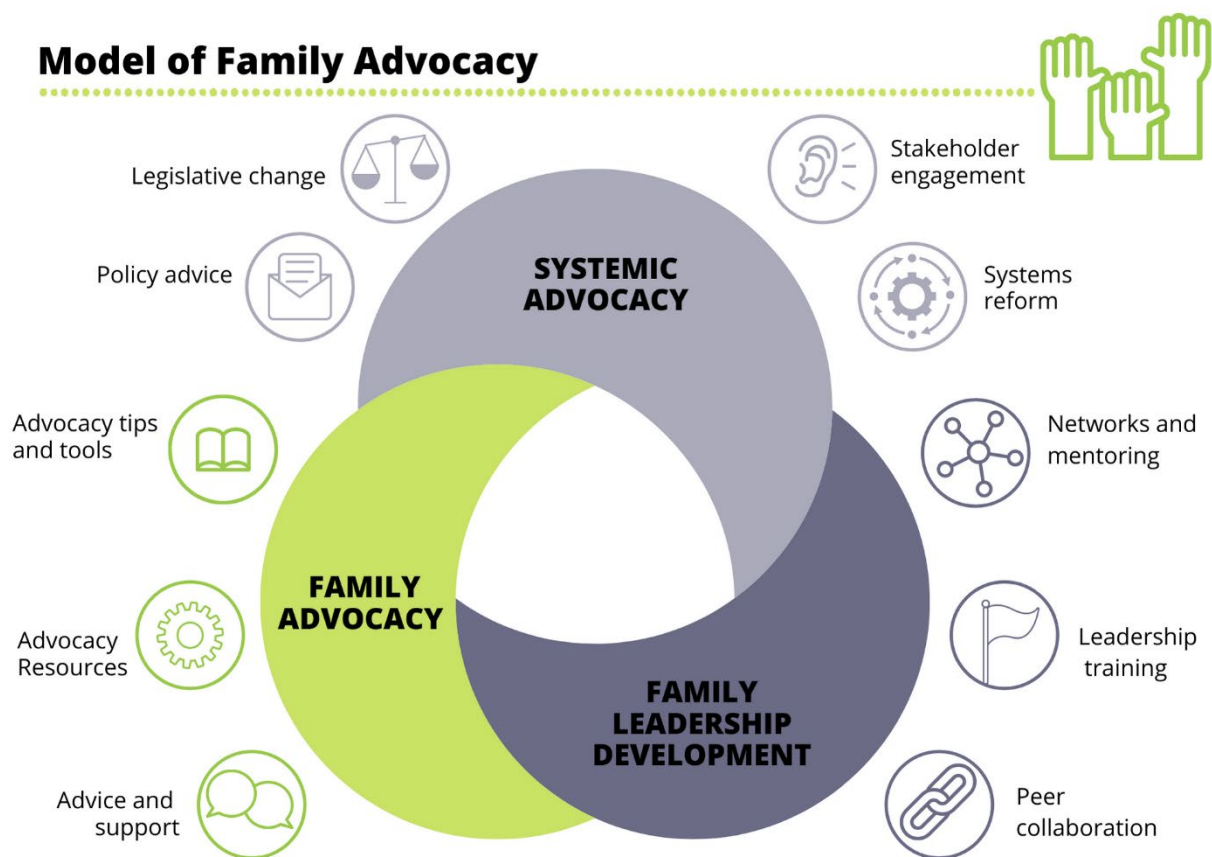 Model of Family Advocacy
Legislative change
Stakeholder
engagement
Policy advice
SYSTEMIC
ADVOCACY
Systems
reform
Advocacy tips
and tools
Networks and
mentoring
FAMILY
ADVOCACY
Advocacy
Resources
Leadership
training
FAMILY
LEADERSHIP
DEVELOPMENT
Advice and
support
Peer
collaboration